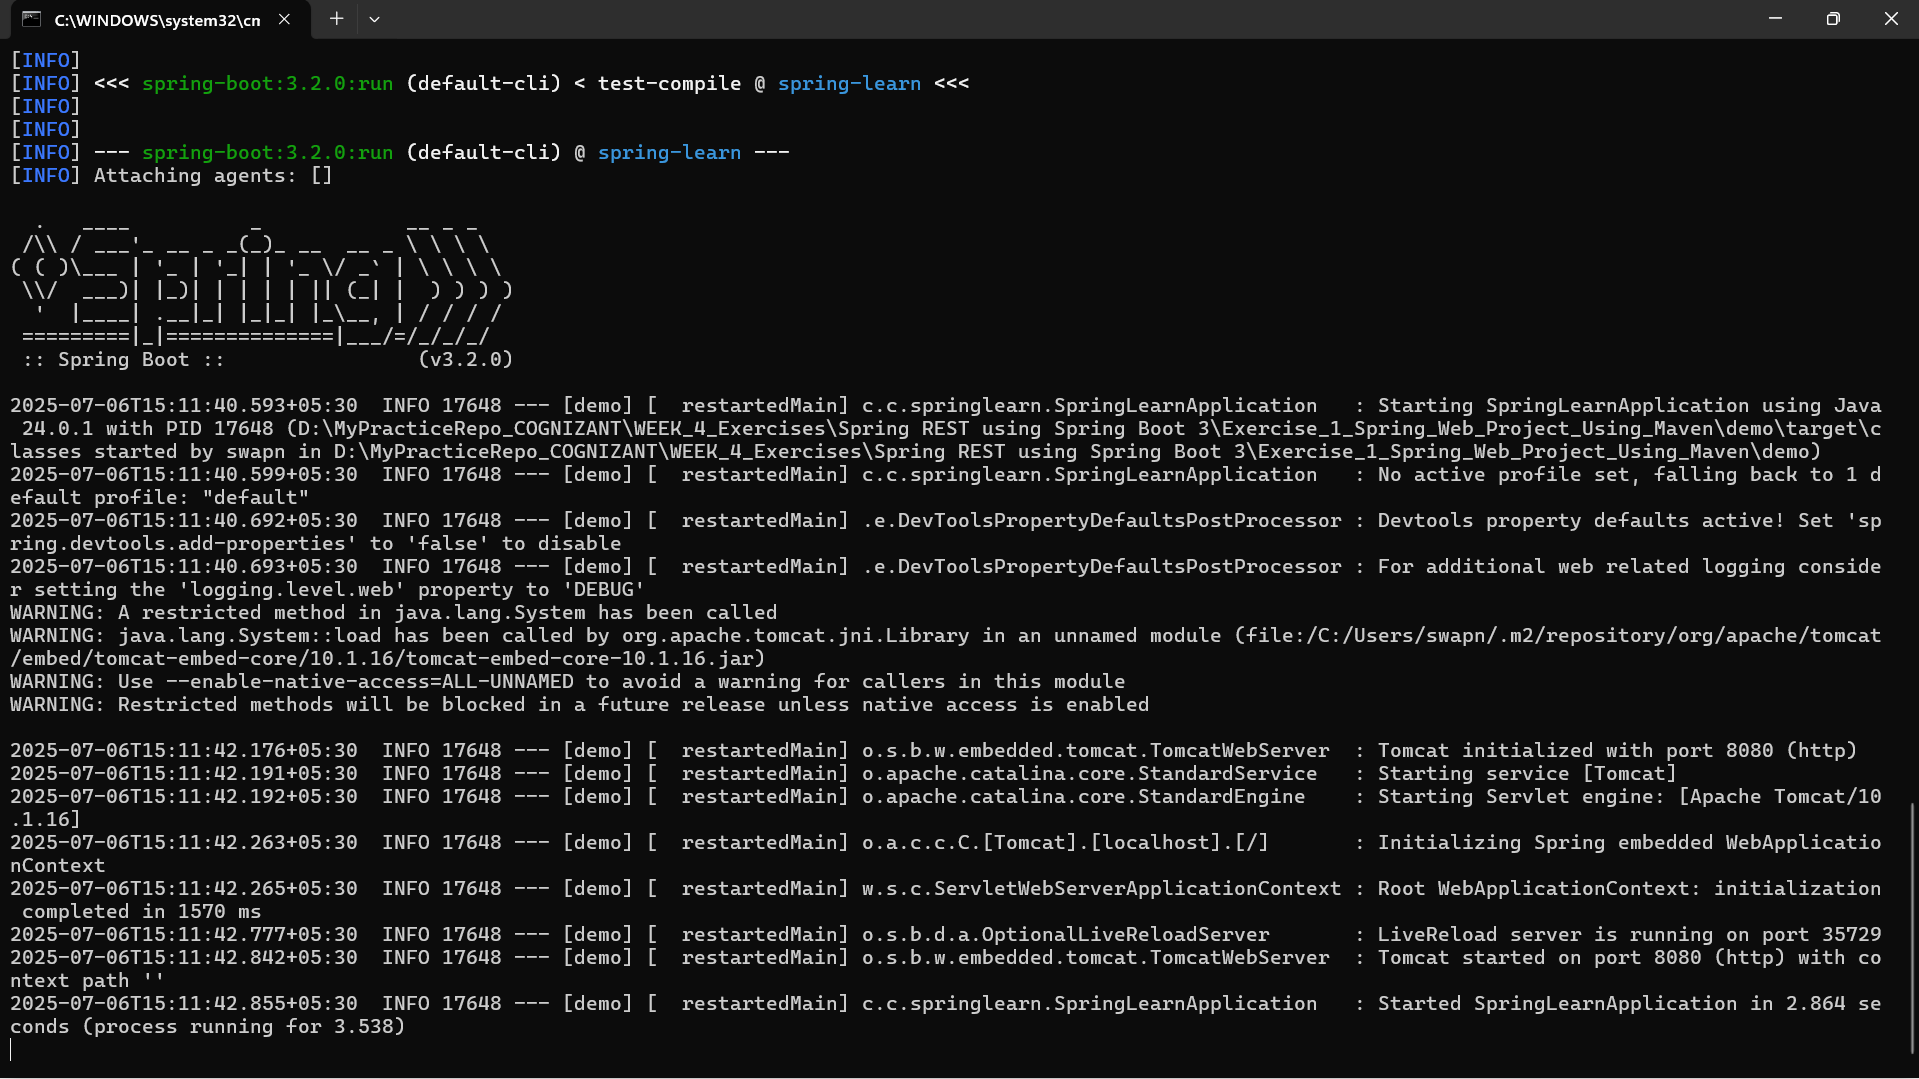 C:\WINDOWS\system32\cn
[INFO]
[INFO] <<< spring-boot:3.2.0:run (default-cli) < test-compile @ spring-learn <<<
[INFO]
[INFO]
[INFO] --- spring-boot:3.2.0:run (default-cli) @ spring-learn ---
[INFO] Attaching agents: []
  .   ____          _            __ _ _
 /\\ / ___'_ __ _ _(_)_ __  __ _ \ \ \ \
( ( )\___ | '_ | '_| | '_ \/ _` | \ \ \ \
 \\/  ___)| |_)| | | | | || (_| |  ) ) ) )
  '  |____| .__|_| |_|_| |_\__, | / / / /
 =========|_|==============|___/=/_/_/_/
 :: Spring Boot ::                (v3.2.0)
2025-07-06T15:11:40.593+05:30  INFO 17648 --- [demo] [  restartedMain] c.c.springlearn.SpringLearnApplication   : Starting SpringLearnApplication using Java
 24.0.1 with PID 17648 (D:\MyPracticeRepo_COGNIZANT\WEEK_4_Exercises\Spring REST using Spring Boot 3\Exercise_1_Spring_Web_Project_Using_Maven\demo\target\c
lasses started by swapn in D:\MyPracticeRepo_COGNIZANT\WEEK_4_Exercises\Spring REST using Spring Boot 3\Exercise_1_Spring_Web_Project_Using_Maven\demo)
2025-07-06T15:11:40.599+05:30  INFO 17648 --- [demo] [  restartedMain] c.c.springlearn.SpringLearnApplication   : No active profile set, falling back to 1 d
efault profile: "default"
2025-07-06T15:11:40.692+05:30  INFO 17648 --- [demo] [  restartedMain] .e.DevToolsPropertyDefaultsPostProcessor : Devtools property defaults active! Set 'sp
ring.devtools.add-properties' to 'false' to disable
2025-07-06T15:11:40.693+05:30  INFO 17648 --- [demo] [  restartedMain] .e.DevToolsPropertyDefaultsPostProcessor : For additional web related logging conside
r setting the 'logging.level.web' property to 'DEBUG'
WARNING: A restricted method in java.lang.System has been called
WARNING: java.lang.System::load has been called by org.apache.tomcat.jni.Library in an unnamed module (file:/C:/Users/swapn/.m2/repository/org/apache/tomcat
/embed/tomcat-embed-core/10.1.16/tomcat-embed-core-10.1.16.jar)
WARNING: Use --enable-native-access=ALL-UNNAMED to avoid a warning for callers in this module
WARNING: Restricted methods will be blocked in a future release unless native access is enabled
2025-07-06T15:11:42.176+05:30  INFO 17648 --- [demo] [  restartedMain] o.s.b.w.embedded.tomcat.TomcatWebServer  : Tomcat initialized with port 8080 (http)
2025-07-06T15:11:42.191+05:30  INFO 17648 --- [demo] [  restartedMain] o.apache.catalina.core.StandardService   : Starting service [Tomcat]
2025-07-06T15:11:42.192+05:30  INFO 17648 --- [demo] [  restartedMain] o.apache.catalina.core.StandardEngine    : Starting Servlet engine: [Apache Tomcat/10
.1.16]
2025-07-06T15:11:42.263+05:30  INFO 17648 --- [demo] [  restartedMain] o.a.c.c.C.[Tomcat].[localhost].[/]       : Initializing Spring embedded WebApplicatio
nContext
2025-07-06T15:11:42.265+05:30  INFO 17648 --- [demo] [  restartedMain] w.s.c.ServletWebServerApplicationContext : Root WebApplicationContext: initialization
 completed in 1570 ms
2025-07-06T15:11:42.777+05:30  INFO 17648 --- [demo] [  restartedMain] o.s.b.d.a.OptionalLiveReloadServer       : LiveReload server is running on port 35729
2025-07-06T15:11:42.842+05:30  INFO 17648 --- [demo] [  restartedMain] o.s.b.w.embedded.tomcat.TomcatWebServer  : Tomcat started on port 8080 (http) with co
ntext path ''
2025-07-06T15:11:42.855+05:30  INFO 17648 --- [demo] [  restartedMain] c.c.springlearn.SpringLearnApplication   : Started SpringLearnApplication in 2.864 se
conds (process running for 3.538)